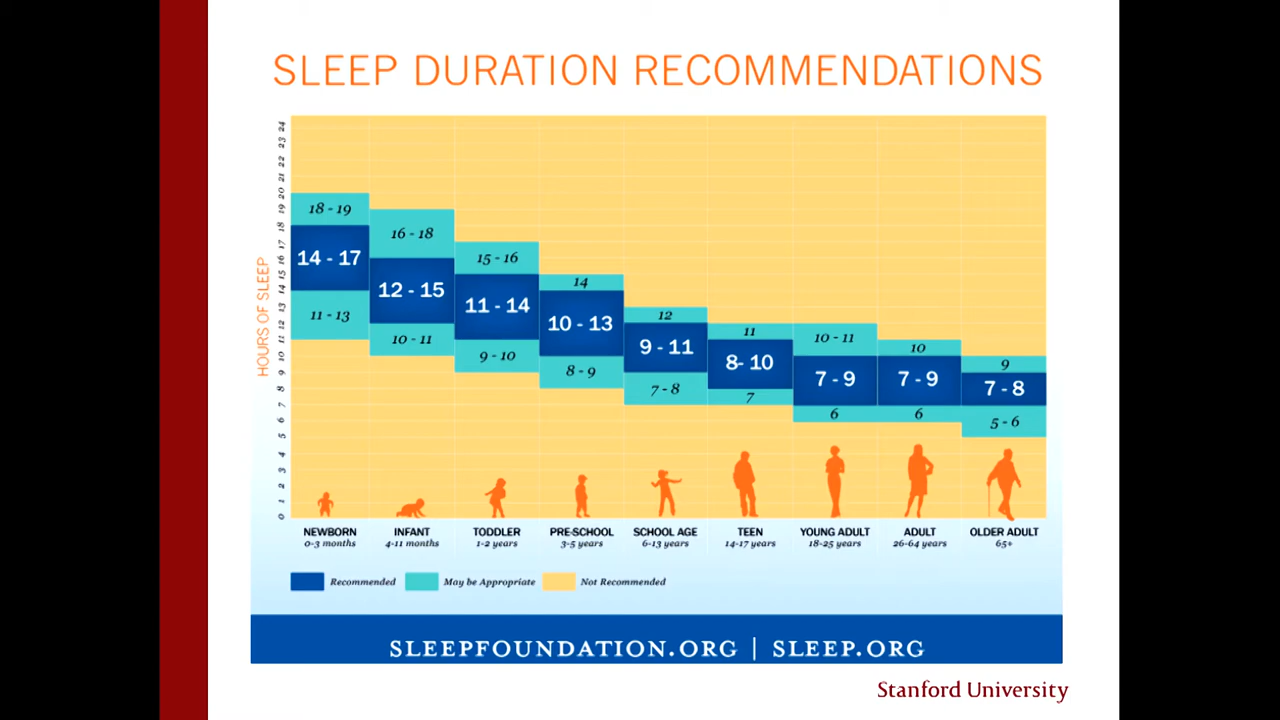 SLEEP DURATION RECOMMENDATIONS
HOURS OF SLEEP
24
23
22
21
20
19
18
17
16
15
14
13
12
11
10
9
8
7
6
5
4
3
2
1
0
18 - 19
14 - 17
11 - 13
16 - 18
12 - 15
10 - 11
15 - 16
11 - 14
9 - 10
14
10 - 13
8 - 9
12
9 - 11
7 - 8
11
8- 10
7
10 - 11
7 - 9
6
10
7 - 9
6
9
7 - 8
5 - 6
NEWBORN
0-3 months
INFANT
4-11 months
TODDLER
1-2 years
PRE-SCHOOL
3-5 years
SCHOOL AGE
6-13 years
TEEN
14-17 years
YOUNG ADULT
18-25 years
ADULT
26-64 years
OLDER ADULT
65+
Recommended
May be Appropriate
Not Recommended
SLEEPFOUNDATION.ORG | SLEEP.ORG
Stanford University